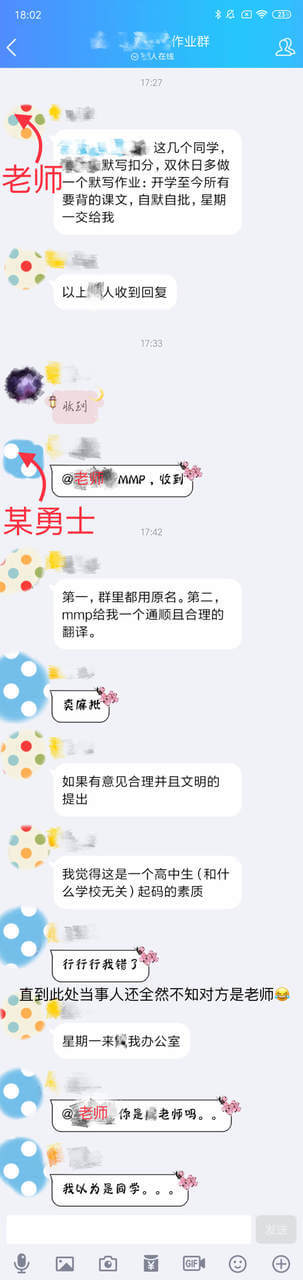 18:02
23
作业群
人在线
17:27
老师
这几个同学,
默写扣分,双休日多做
一个默写作业:开学至今所有
要背的课文,自默自批,星期
一交给我
以上 人收到回复
17:33
收到
@老师 MMP,收到
某勇士
17:42
第一,群里都用原名。第二,
mmp给我一个通顺且合理的
翻译。
卖麻批
如果有意见合理并且文明的
提出
我觉得这是一个高中生(和什
么学校无关)起码的素质
行行行我错了
直到此处当事人还全然不知对方是老师😂
星期一来 我办公室
@老师 你是 老师吗。。
我以为是同学。。。
发送
GIF